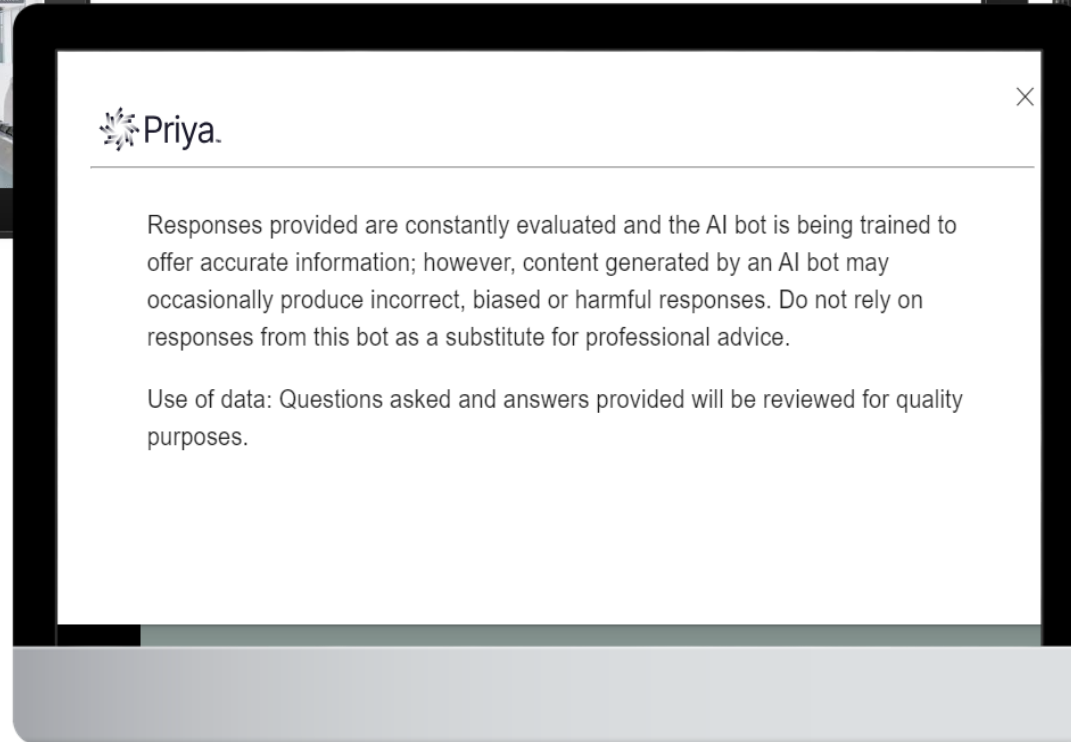 Priya.
Responses provided are constantly evaluated and the AI bot is being trained to
offer accurate information; however, content generated by an AI bot may
occasionally produce incorrect, biased or harmful responses. Do not rely on
responses from this bot as a substitute for professional advice.
Use of data: Questions asked and answers provided will be reviewed for quality
purposes.